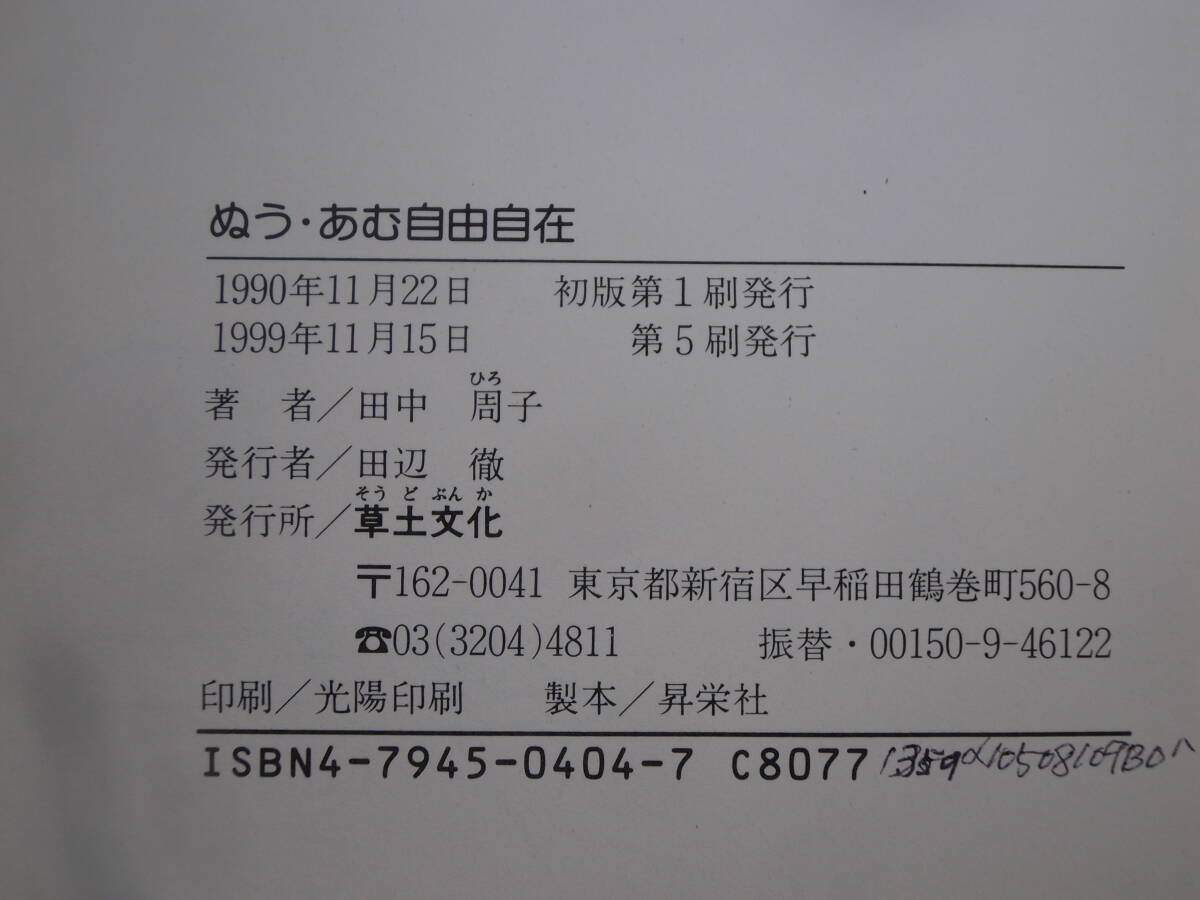 ぬう・あむ自由自在
1990年11月22日 初版第1刷発行
1999年11月15日 第5刷発行
ひろ
著 者／田中 周子
発行者／田辺 徹
そうどぶんか
発行所／草土文化
〒162-0041 東京都新宿区早稲田鶴巻町560-8
☎03(3204)4811 振替・00150-9-46122
印刷／光陽印刷 製本／昇栄社
ISBN4-7945-0404-7 C8077